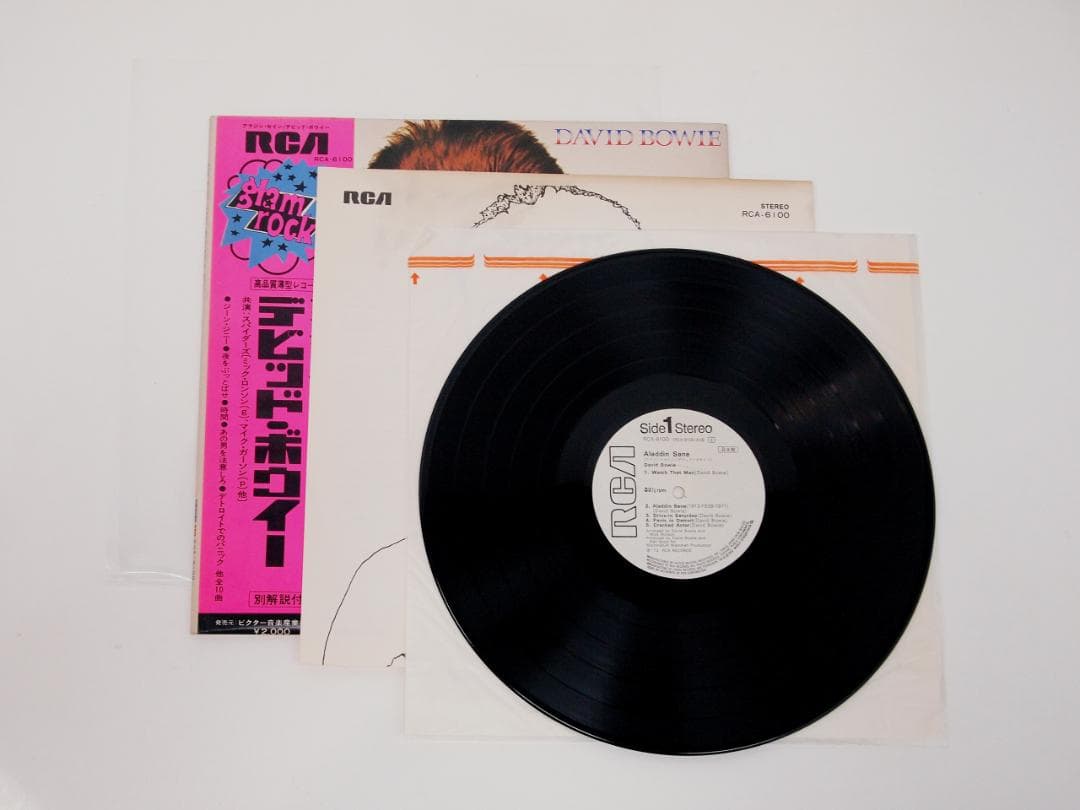 アラジン・セイン/デビッド・ボウイー
RCA
RCA-6100
glam
rock
高品質薄型レコー
デビッド・ボウイー
共演:スパイダーズ[ミック・ロンソン(g)、マイク・ガーソン(P)他]
●ジーン・ジニー●夜をぶっとばせ●時間●あの男を注意しろ●デトロイトでのパニック 他全10曲
別解説付
発売元:ビクター音楽産業
¥2,000
DAVID BOWIE
RCA
STEREO
RCA-6100
Side 1 Stereo
RCA-6100
RCA
Aladdin Sane
David Bowie
1. Watch That Man(David Bowie)
33⅓rpm
2. Aladdin Sane(1913-1938-197?)
(David Bowie)
3. Drive-in Saturday(David Bowie)
4. Panic in Detroit(David Bowie)
5. Cracked Actor(David Bowie)